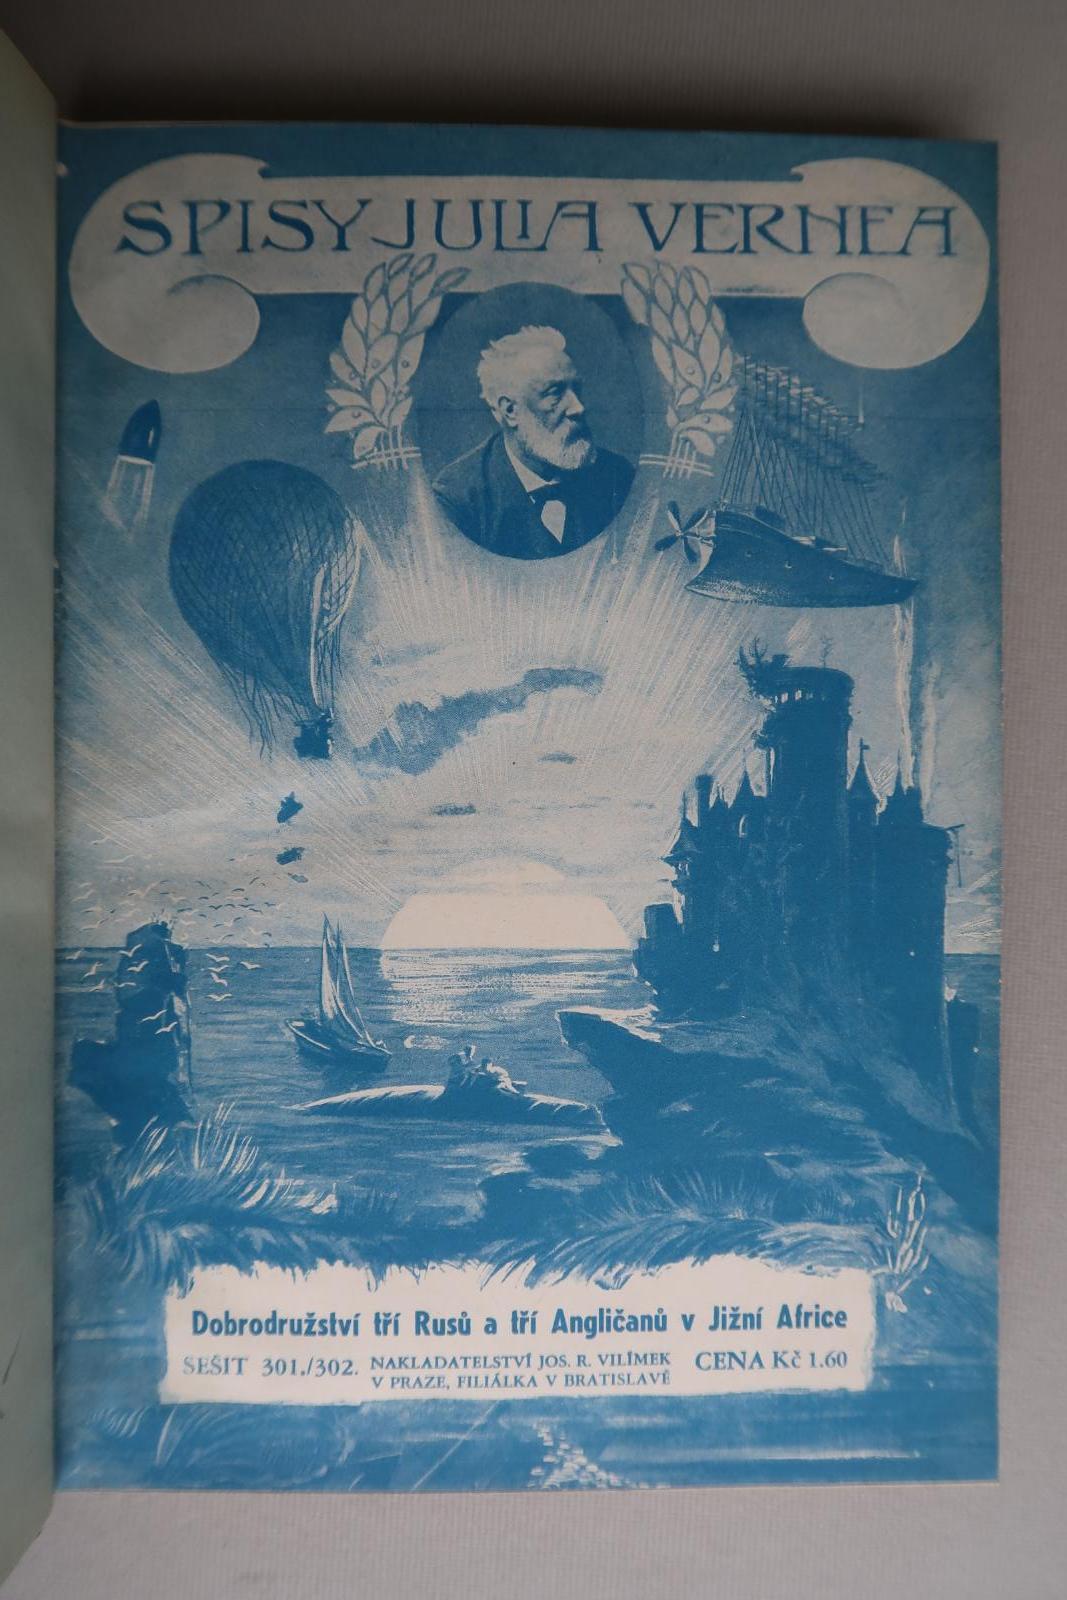 SPISY JULIA VERNEA
Dobrodružství tří Rusů a tří Angličanů v Jižní Africe
SEŠIT 301./302. NAKLADATELSTVÍ JOS. R. VILÍMEK CENA Kč 1.60
V PRAZE, FILIÁLKA V BRATISLAVĚ